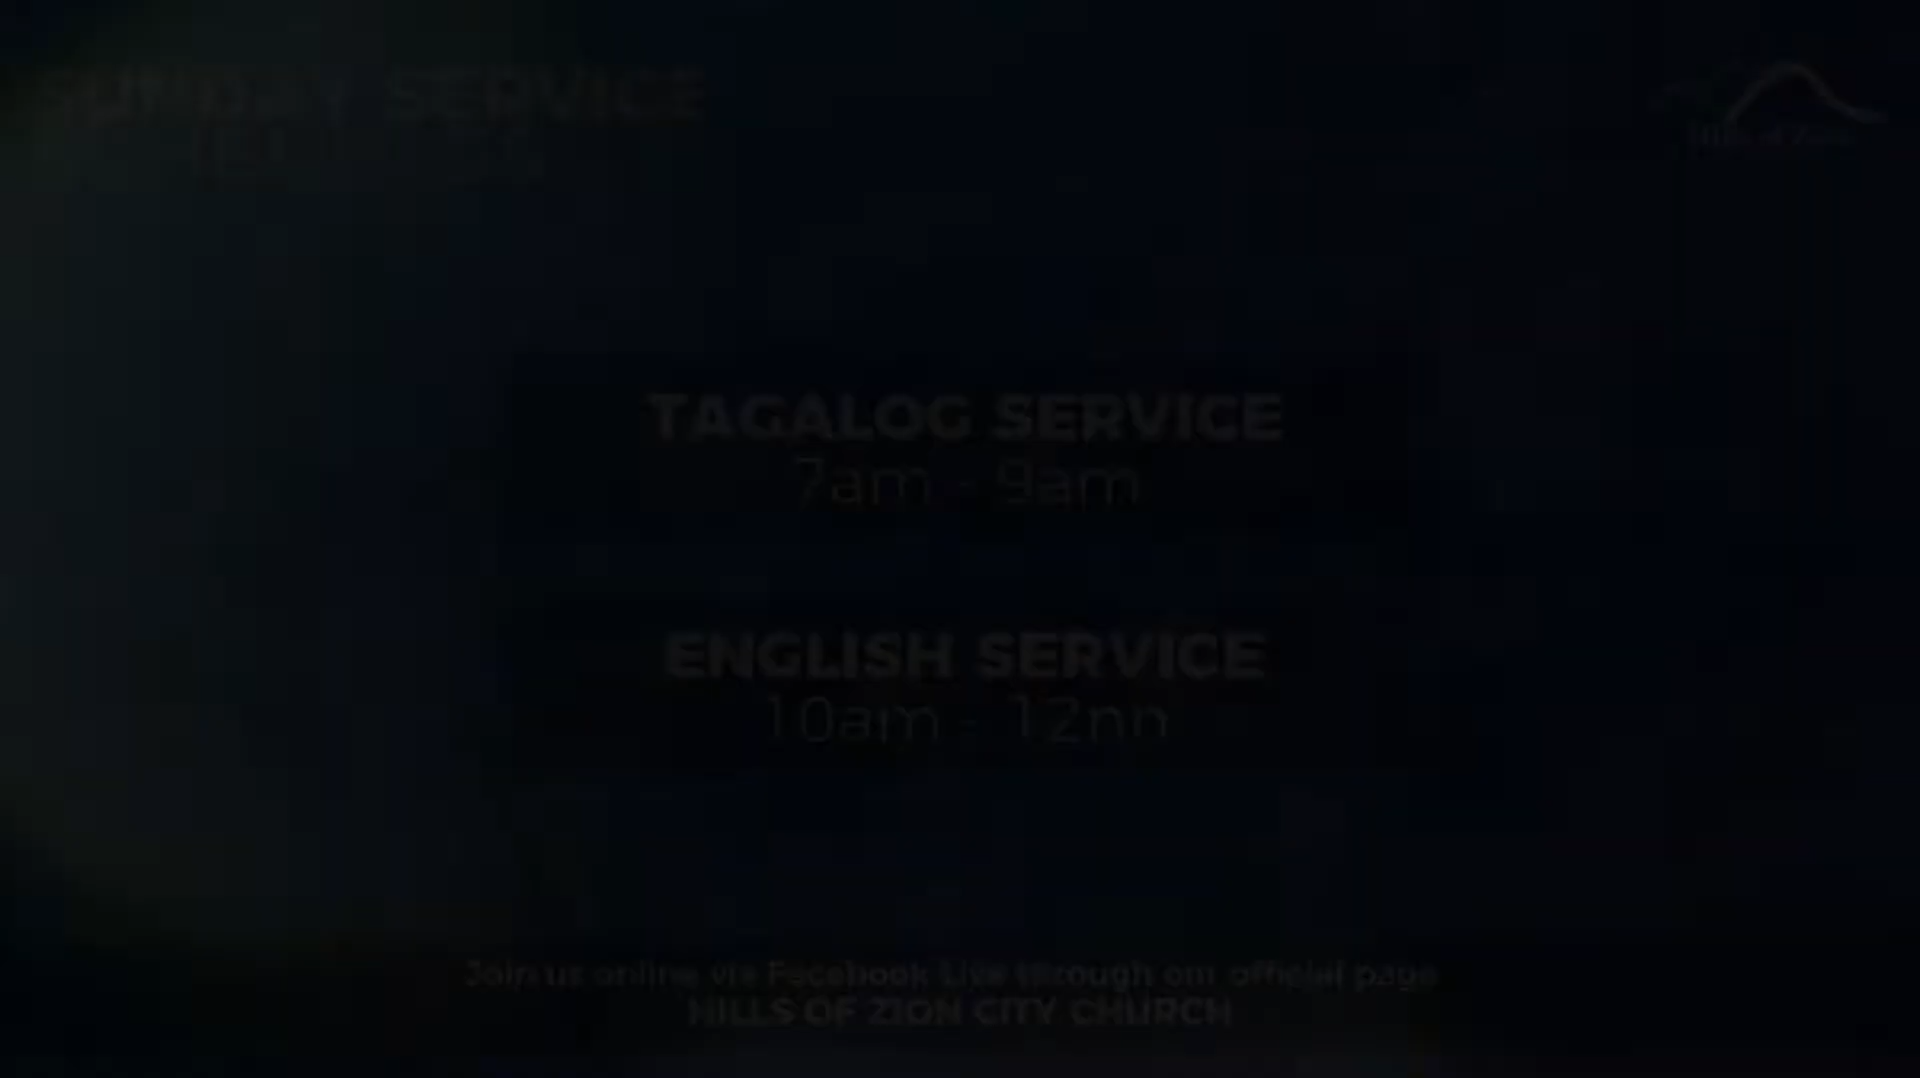 SUNDAY SERVICE
TAGALOG SERVICE
7am - 9am
ENGLISH SERVICE
10am - 12nn
Join us online via Facebook Live through our official page
HILLS OF ZION CITY CHURCH